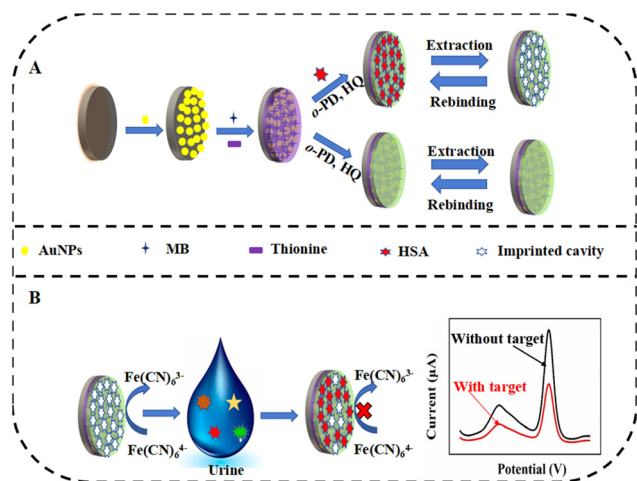 A
o-PD, HQ
Extraction
Rebinding
o-PD, HQ
Extraction
Rebinding
AuNPs
MB
Thionine
HSA
Imprinted cavity
B
Fe(CN)₆³⁻
Fe(CN)₆⁴⁻
Urine
Fe(CN)₆³⁻
Fe(CN)₆⁴⁻
Current (μA)
Without target
With target
Potential (V)